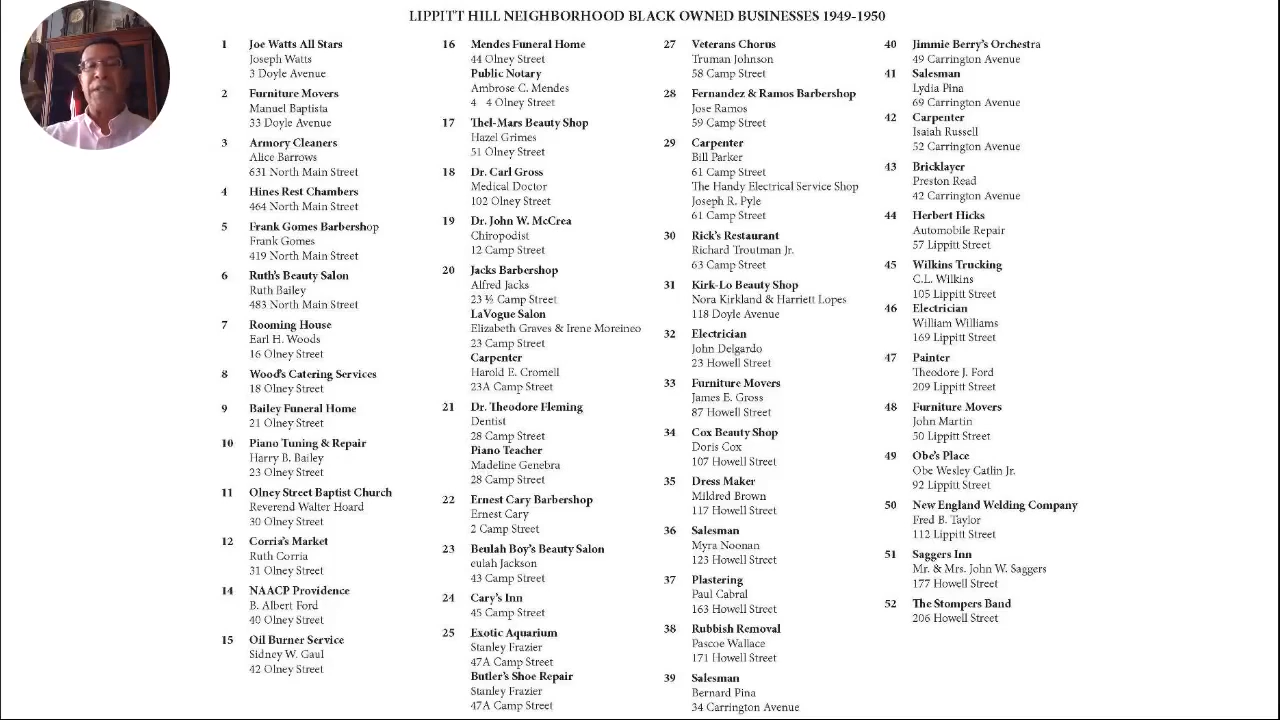 LIPPITT HILL NEIGHBORHOOD BLACK OWNED BUSINESSES 1949-1950
1 Joe Watts All Stars
Joseph Watts
3 Doyle Avenue
2 Furniture Movers
Manuel Baptista
33 Doyle Avenue
3 Armory Cleaners
Alice Barrows
631 North Main Street
4 Hines Rest Chambers
464 North Main Street
5 Frank Gomes Barbershop
Frank Gomes
419 North Main Street
6 Ruth's Beauty Salon
Ruth Bailey
483 North Main Street
7 Rooming House
Earl H. Woods
16 Olney Street
8 Wood's Catering Services
18 Olney Street
9 Bailey Funeral Home
21 Olney Street
10 Piano Tuning & Repair
Harry B. Bailey
23 Olney Street
11 Olney Street Baptist Church
Reverend Walter Hoard
30 Olney Street
12 Corria's Market
Ruth Corria
31 Olney Street
14 NAACP Providence
B. Albert Ford
40 Olney Street
15 Oil Burner Service
Sidney W. Gaul
42 Olney Street
16 Mendes Funeral Home
44 Olney Street
Public Notary
Ambrose C. Mendes
4 4 Olney Street
17 Thel-Mars Beauty Shop
Hazel Grimes
51 Olney Street
18 Dr. Carl Gross
Medical Doctor
102 Olney Street
19 Dr. John W. McCrea
Chiropodist
12 Camp Street
20 Jacks Barbershop
Alfred Jacks
23 ½ Camp Street
LaVogue Salon
Elizabeth Graves & Irene Moreineo
23 Camp Street
Carpenter
Harold E. Cromell
23A Camp Street
21 Dr. Theodore Fleming
Dentist
28 Camp Street
Piano Teacher
Madeline Genebra
28 Camp Street
22 Ernest Cary Barbershop
Ernest Cary
2 Camp Street
23 Beulah Boy's Beauty Salon
eulah Jackson
43 Camp Street
24 Cary's Inn
45 Camp Street
25 Exotic Aquarium
Stanley Frazier
47A Camp Street
Butler's Shoe Repair
Stanley Frazier
47A Camp Street
27 Veterans Chorus
Truman Johnson
58 Camp Street
28 Fernandez & Ramos Barbershop
Jose Ramos
59 Camp Street
29 Carpenter
Bill Parker
61 Camp Street
The Handy Electrical Service Shop
Joseph R. Pyle
61 Camp Street
30 Rick's Restaurant
Richard Troutman Jr.
63 Camp Street
31 Kirk-Lo Beauty Shop
Nora Kirkland & Harriett Lopes
118 Doyle Avenue
32 Electrician
John Delgardo
23 Howell Street
33 Furniture Movers
James E. Gross
87 Howell Street
34 Cox Beauty Shop
Doris Cox
107 Howell Street
35 Dress Maker
Mildred Brown
117 Howell Street
36 Salesman
Myra Noonan
123 Howell Street
37 Plastering
Paul Cabral
163 Howell Street
38 Rubbish Removal
Pascoe Wallace
171 Howell Street
39 Salesman
Bernard Pina
34 Carrington Avenue
40 Jimmie Berry's Orchestra
49 Carrington Avenue
41 Salesman
Lydia Pina
69 Carrington Avenue
42 Carpenter
Isaiah Russell
52 Carrington Avenue
43 Bricklayer
Preston Read
42 Carrington Avenue
44 Herbert Hicks
Automobile Repair
57 Lippitt Street
45 Wilkins Trucking
C.L. Wilkins
105 Lippitt Street
46 Electrician
William Williams
169 Lippitt Street
47 Painter
Theodore J. Ford
209 Lippitt Street
48 Furniture Movers
John Martin
50 Lippitt Street
49 Obe's Place
Obe Wesley Catlin Jr.
92 Lippitt Street
50 New England Welding Company
Fred B. Taylor
112 Lippitt Street
51 Saggers Inn
Mr. & Mrs. John W. Saggers
177 Howell Street
52 The Stompers Band
206 Howell Street